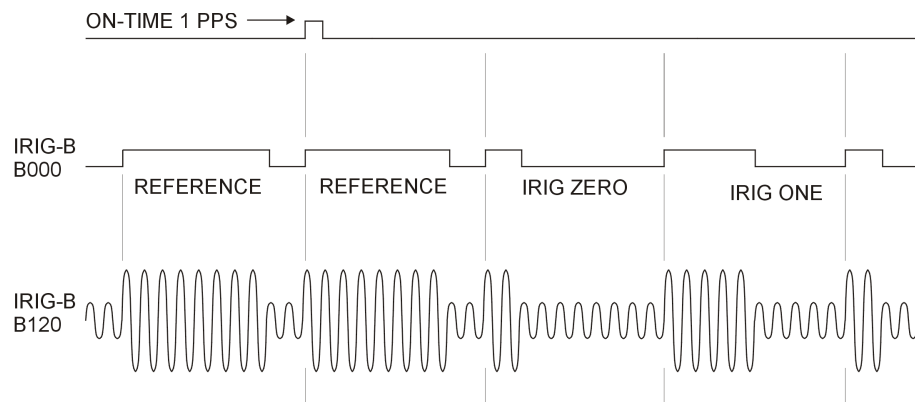 ON-TIME 1 PPS
IRIG-B
B000
REFERENCE
REFERENCE
IRIG ZERO
IRIG ONE
IRIG-B
B120